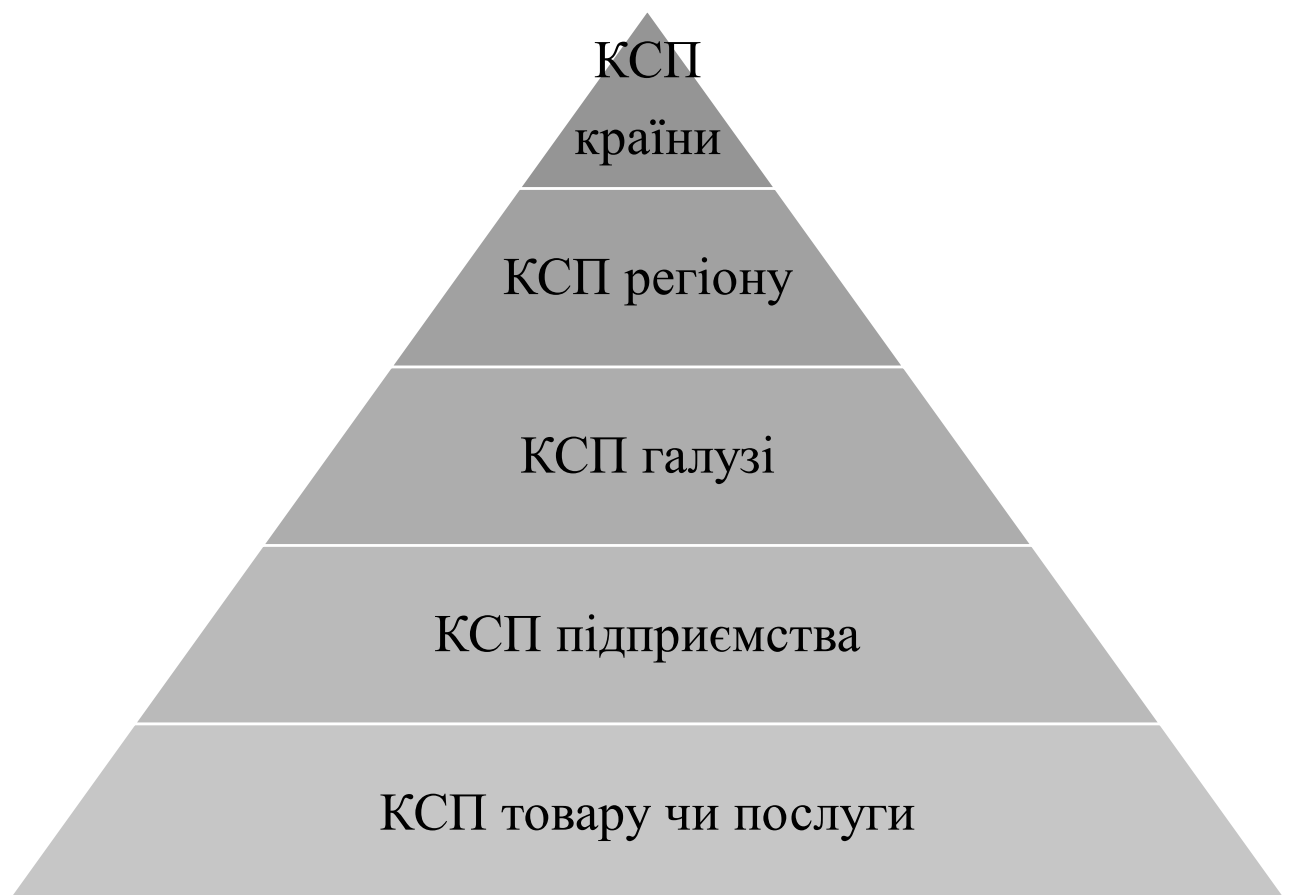 КСП
країни
КСП регіону
КСП галузі
КСП підприємства
КСП товару чи послуги